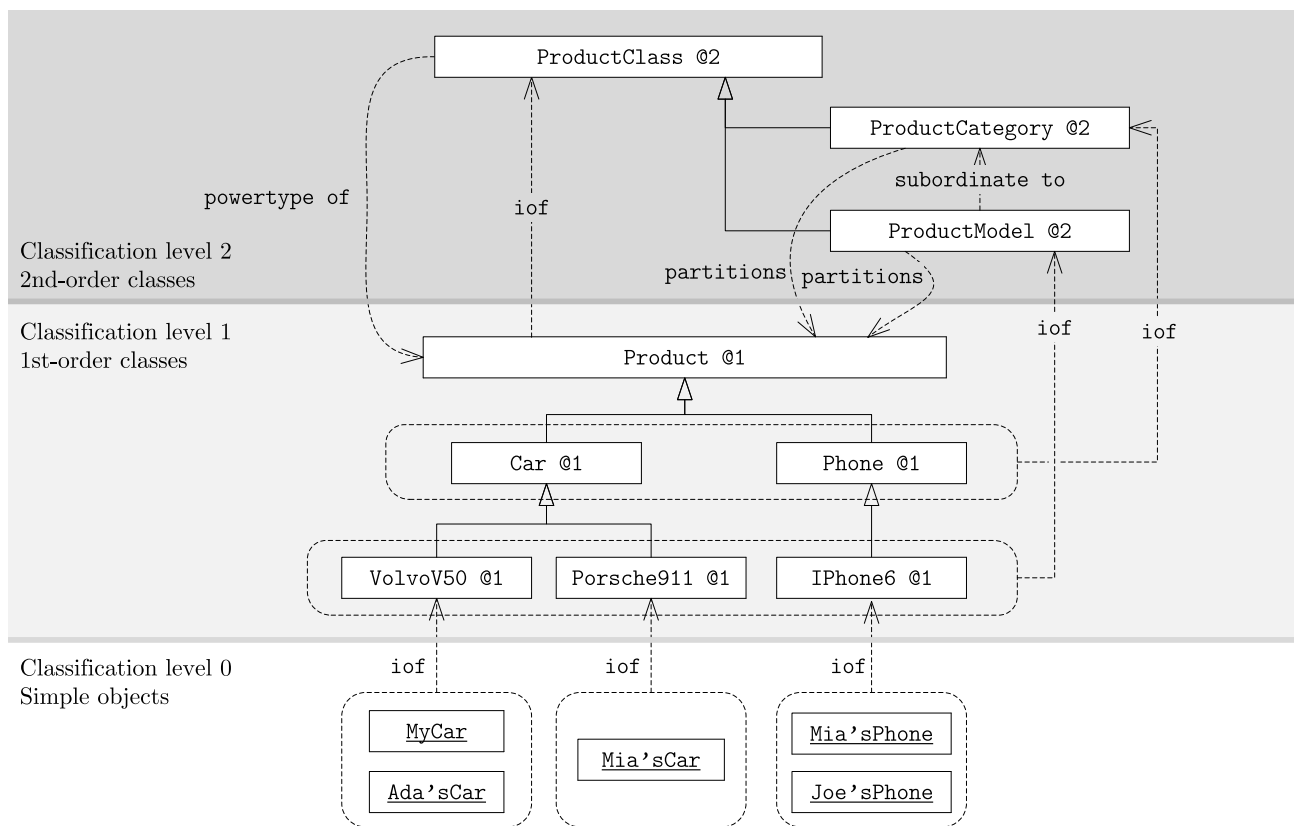 ProductClass @2
ProductCategory @2
powertype of
iof
subordinate to
ProductModel @2
Classification level 2
2nd-order classes
partitions
partitions
Classification level 1
1st-order classes
iof
iof
Product @1
Car @1
Phone @1
VolvoV50 @1
Porsche911 @1
IPhone6 @1
Classification level 0
Simple objects
iof
iof
iof
MyCar
Ada'sCar
Mia'sCar
Mia'sPhone
Joe'sPhone